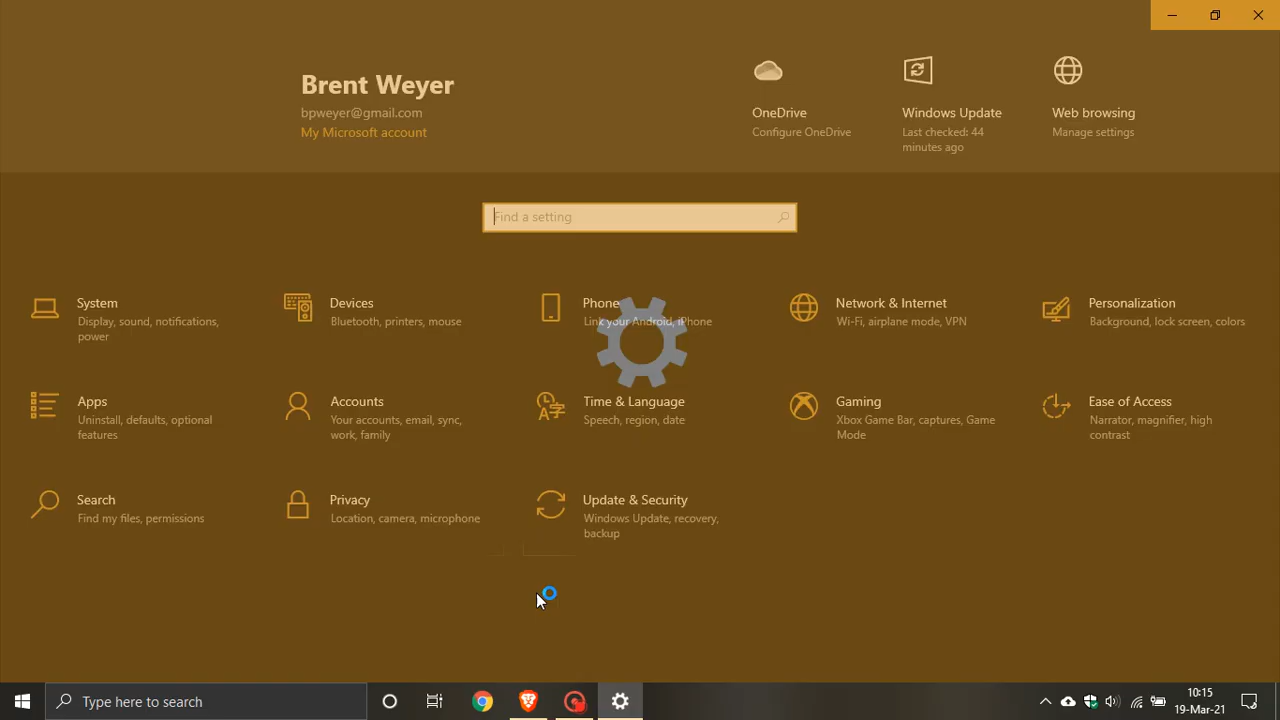 Brent Weyer
bpweyer@gmail.com
My Microsoft account
OneDrive
Configure OneDrive
Windows Update
Last checked: 44
minutes ago
Web browsing
Manage settings
Find a setting
System
Display, sound, notifications,
power
Devices
Bluetooth, printers, mouse
Phone
Link your Android, iPhone
Network & Internet
Wi-Fi, airplane mode, VPN
Personalization
Background, lock screen, colors
Apps
Uninstall, defaults, optional
features
Accounts
Your accounts, email, sync,
work, family
Time & Language
Speech, region, date
Gaming
Xbox Game Bar, captures, Game
Mode
Ease of Access
Narrator, magnifier, high
contrast
Search
Find my files, permissions
Privacy
Location, camera, microphone
Update & Security
Windows Update, recovery,
backup
Type here to search
10:15
19-Mar-21